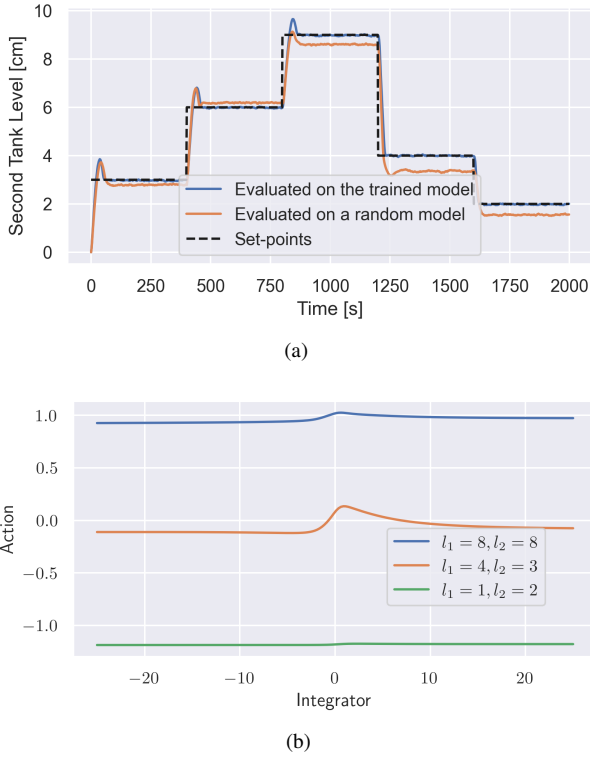 10
8
6
4
2
0
Second Tank Level [cm]
Evaluated on the trained model
Evaluated on a random model
Set-points
0 250 500 750 1000 1250 1500 1750 2000
Time [s]
(a)
1.0
0.5
0.0
−0.5
−1.0
Action
l₁ = 8, l₂ = 8
l₁ = 4, l₂ = 3
l₁ = 1, l₂ = 2
−20 −10 0 10 20
Integrator
(b)